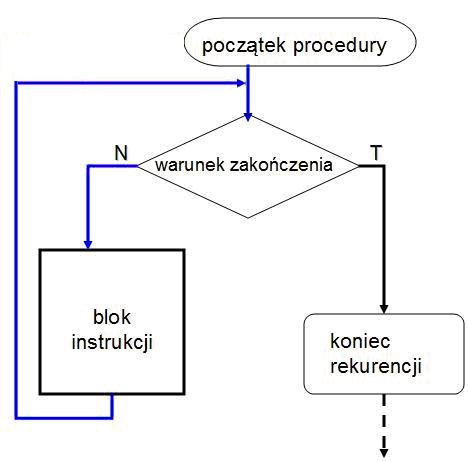 początek procedury
N
warunek zakończenia
T
blok
instrukcji
koniec
rekurencji